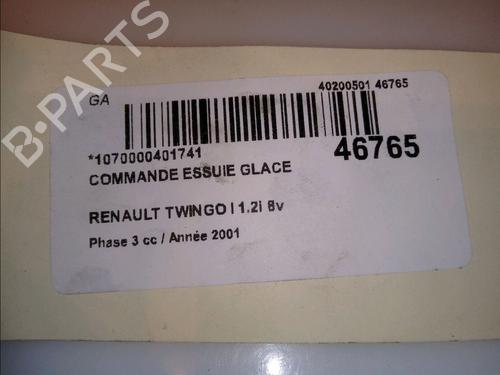 GA
40200501 46765
*1070000401741
46765
COMMANDE ESSUIE GLACE
RENAULT TWINGO I 1.2i 8v
Phase 3 cc / Année 2001
B-PARTS